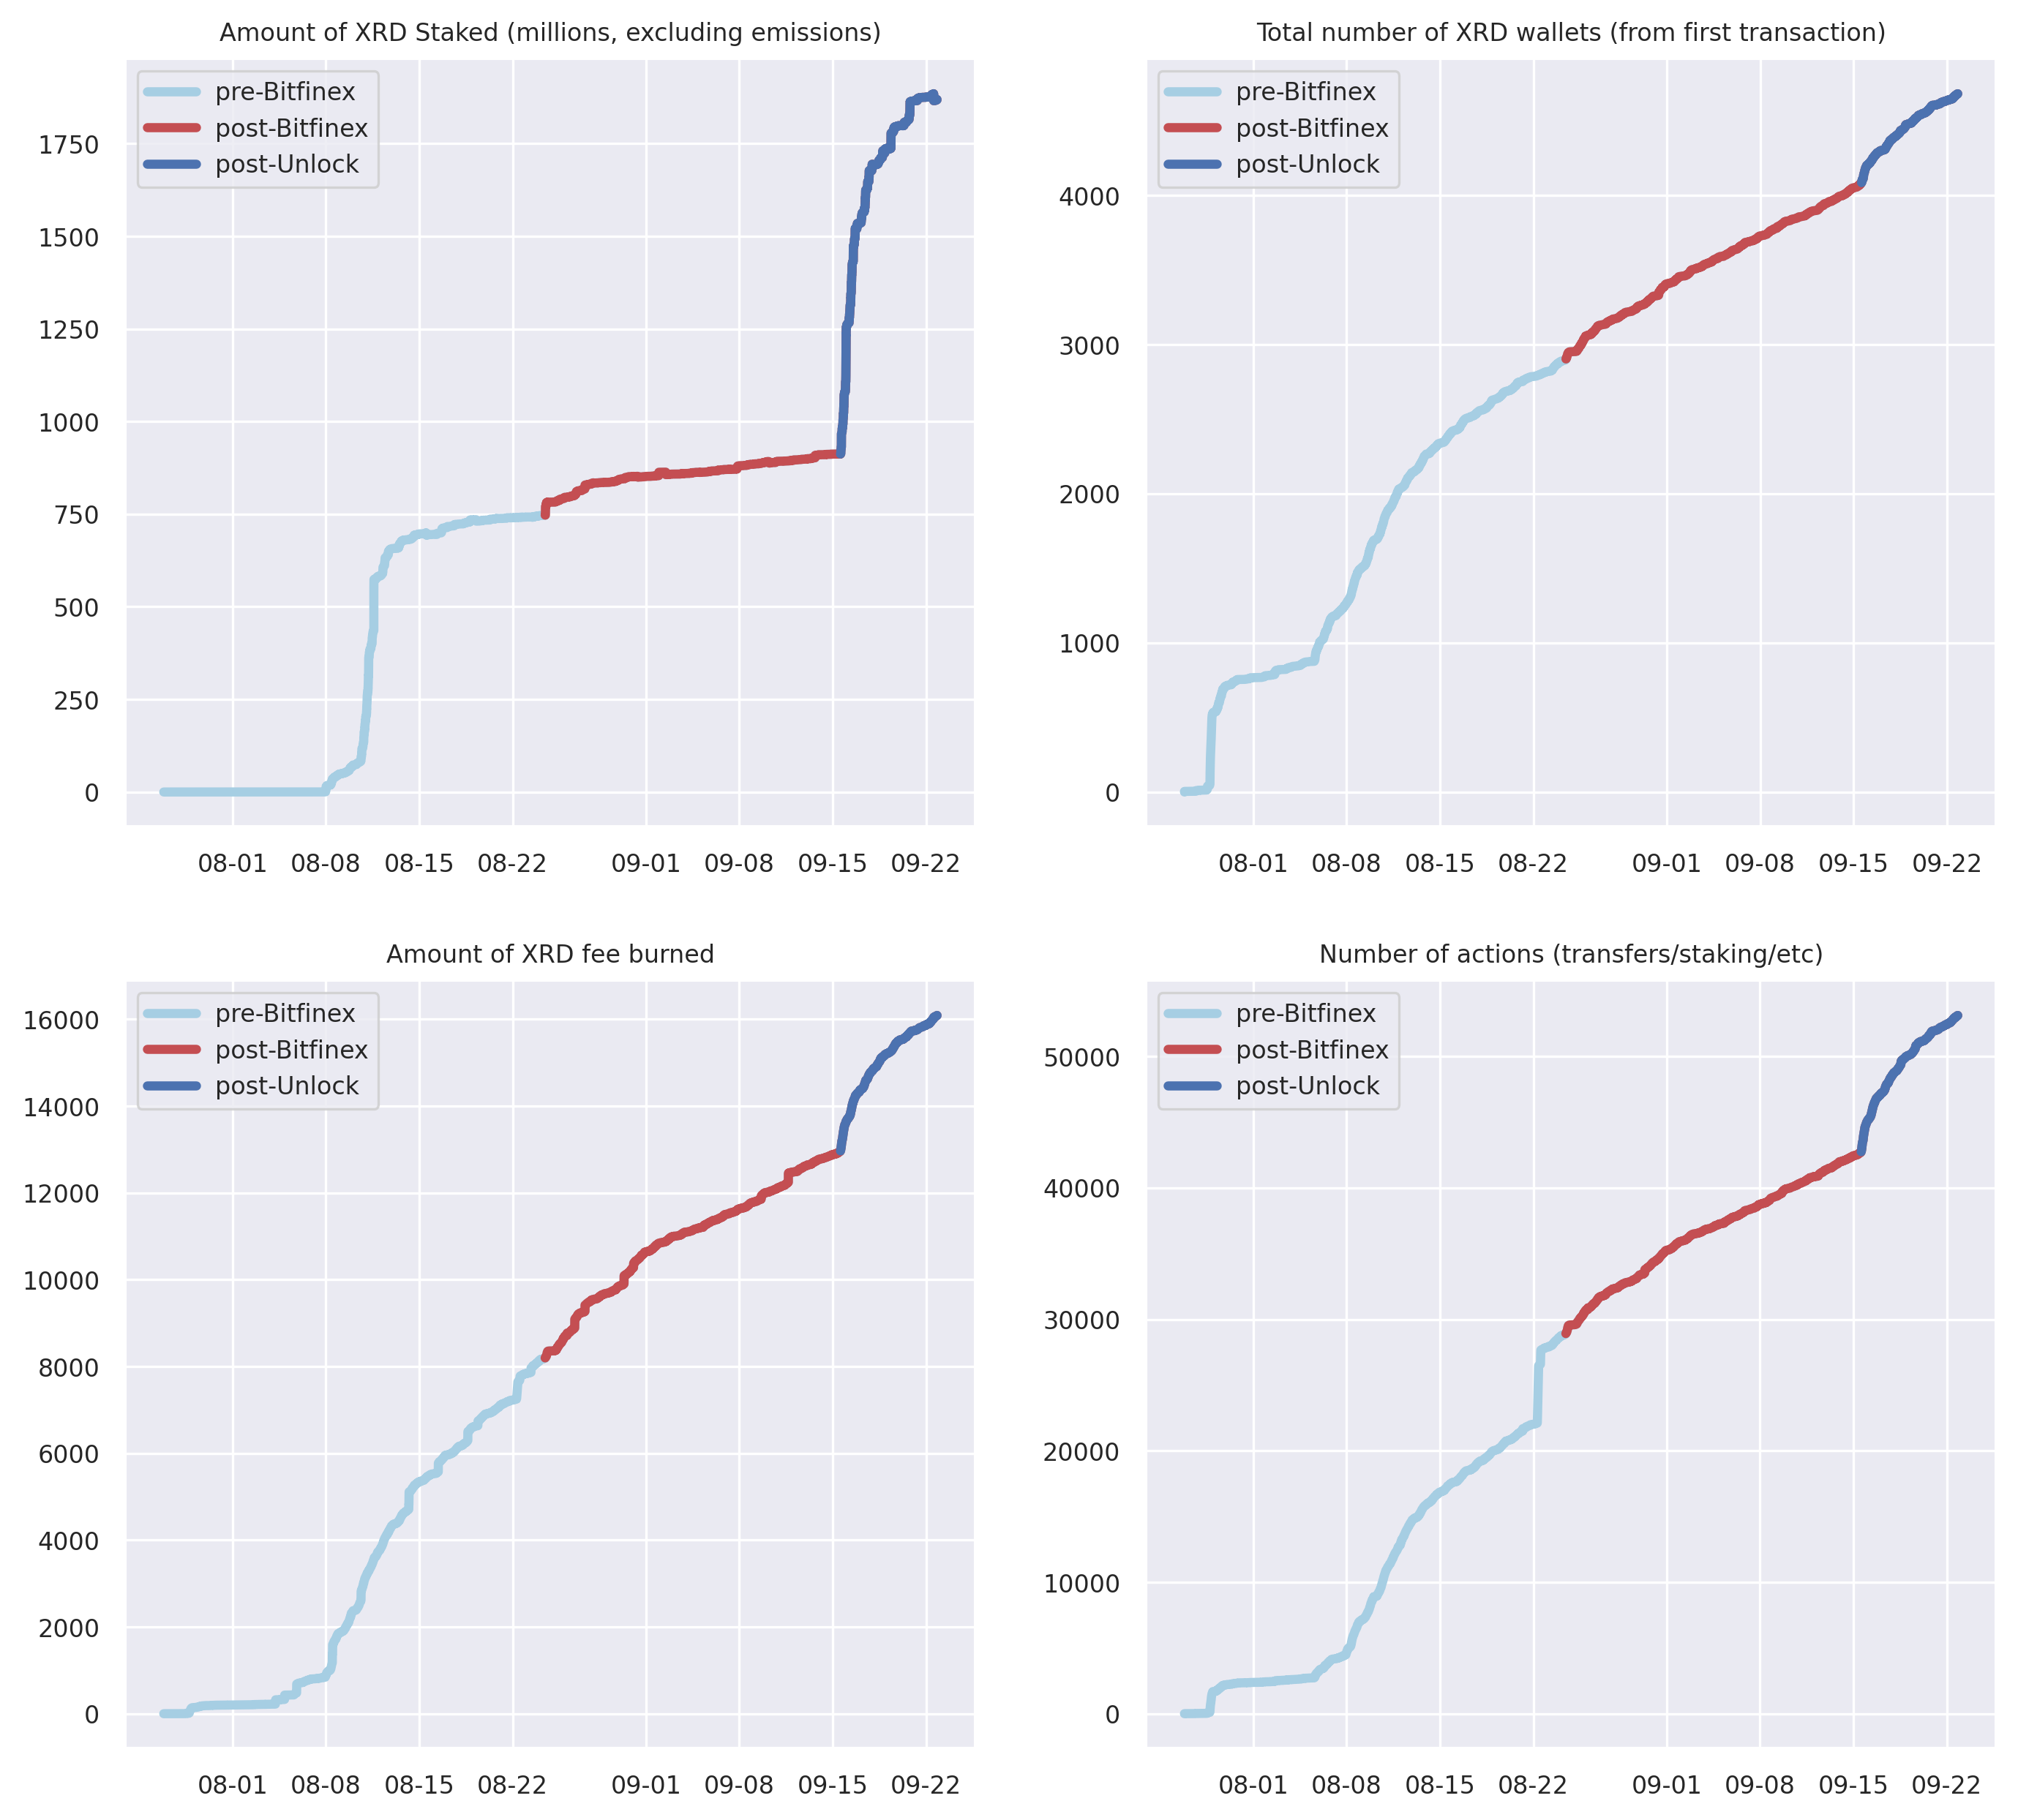 Amount of XRD Staked (millions, excluding emissions)
pre-Bitfinex
post-Bitfinex
post-Unlock
1750
1500
1250
1000
750
500
250
0
08-01 08-08 08-15 08-22 09-01 09-08 09-15 09-22
Total number of XRD wallets (from first transaction)
pre-Bitfinex
post-Bitfinex
post-Unlock
4000
3000
2000
1000
0
08-01 08-08 08-15 08-22 09-01 09-08 09-15 09-22
Amount of XRD fee burned
pre-Bitfinex
post-Bitfinex
post-Unlock
16000
14000
12000
10000
8000
6000
4000
2000
0
08-01 08-08 08-15 08-22 09-01 09-08 09-15 09-22
Number of actions (transfers/staking/etc)
pre-Bitfinex
post-Bitfinex
post-Unlock
50000
40000
30000
20000
10000
0
08-01 08-08 08-15 08-22 09-01 09-08 09-15 09-22